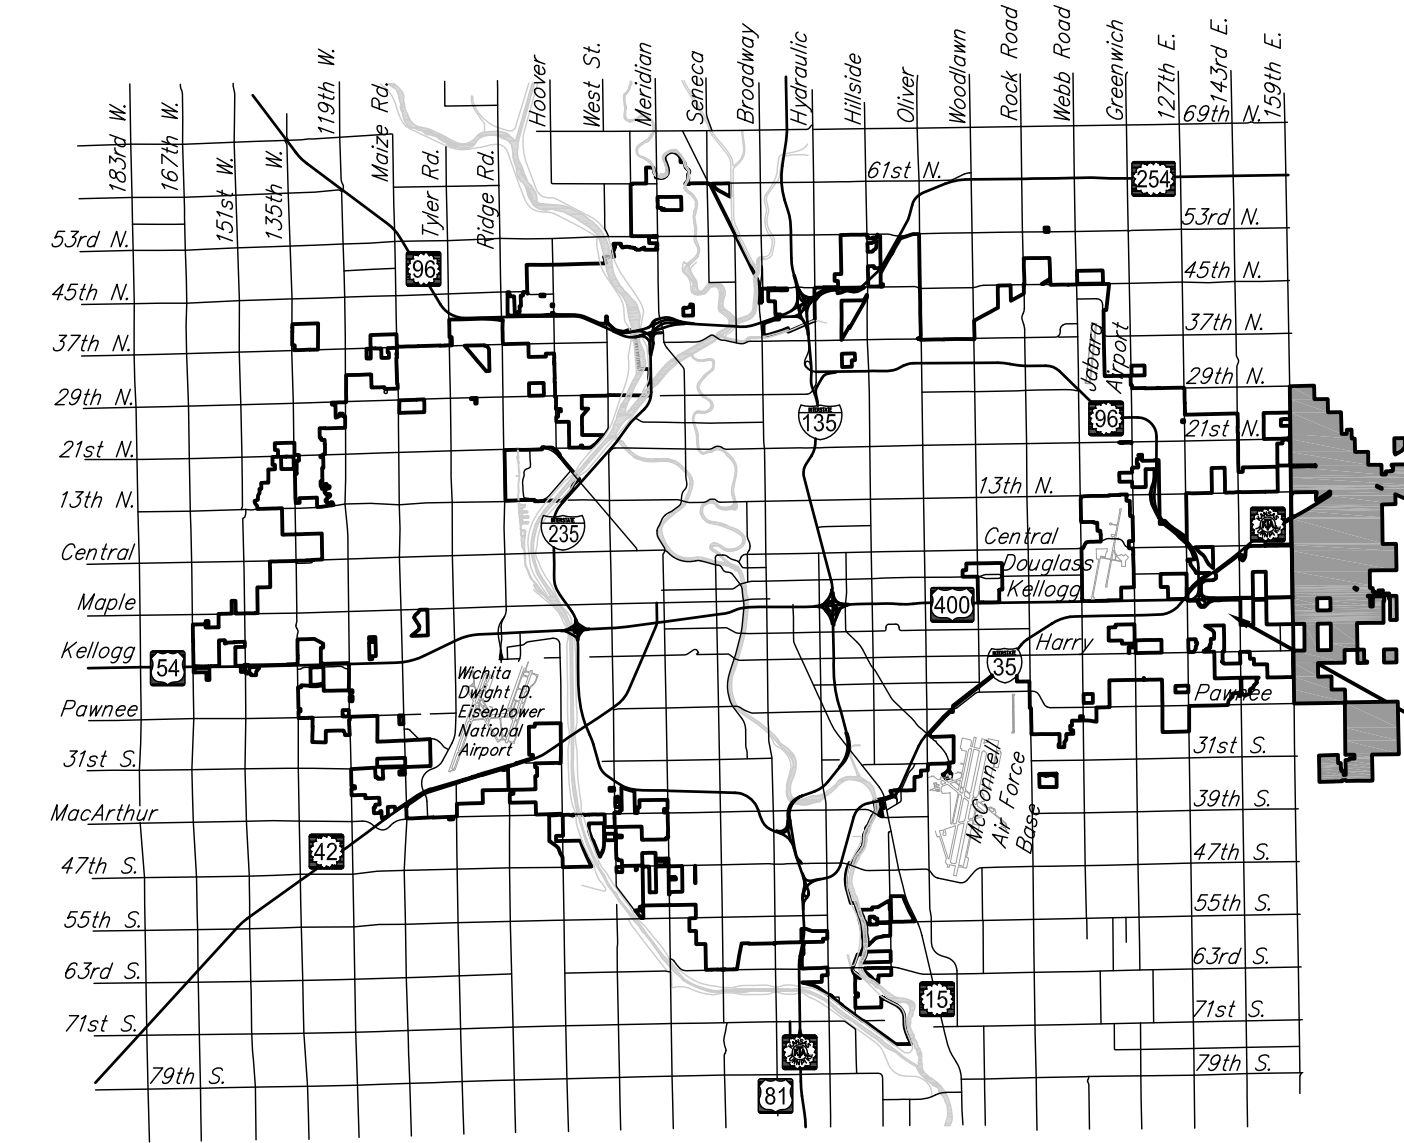 183rd W.
167th W.
151st W.
135th W.
119th W.
Maize Rd.
Tyler Rd.
Ridge Rd.
Hoover
West St.
Meridian
Seneca
Broadway
Hydraulic
Hillside
Oliver
Woodlawn
Rock Road
Webb Road
Greenwich
127th E.
143rd E.
159th E.
69th N.
61st N.
254
53rd N.
53rd N.
96
45th N.
45th N.
37th N.
37th N.
Jabara
Airport
29th N.
29th N.
96
135
21st N.
21st N.
13th N.
13th N.
235
Central
Central
Douglass
Kellogg
Maple
400
Kellogg
54
Harry
35
Wichita
Dwight D.
Eisenhower
National
Airport
Pawnee
Pawnee
31st S.
31st S.
McConnell
Air Force
Base
MacArthur
39th S.
42
47th S.
47th S.
55th S.
55th S.
63rd S.
63rd S.
15
71st S.
71st S.
79th S.
79th S.
81